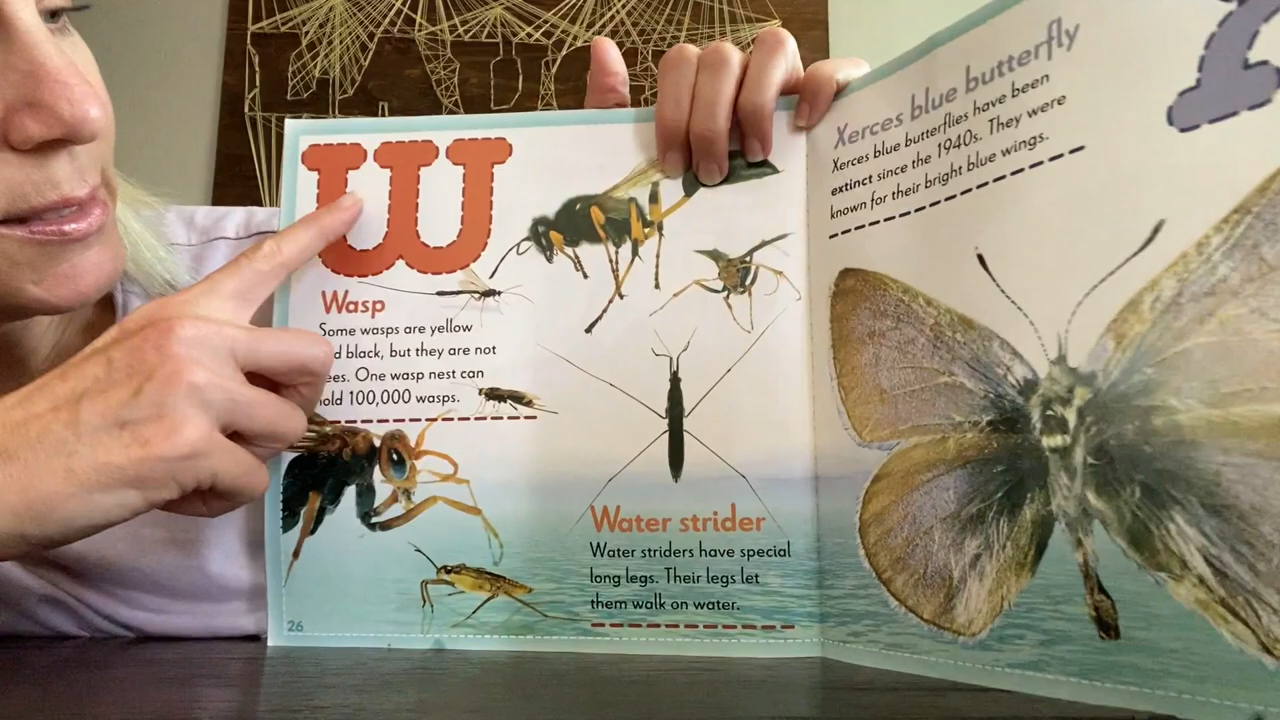 W
Wasp
Some wasps are yellow
black, but they are not
One wasp nest can
100,000 wasps.
Water strider
Water striders have special
long legs. Their legs let
them walk on water.
26
Xerces blue butterfly
Xerces blue butterflies have been
extinct since the 1940s. They were
known for their bright blue wings.